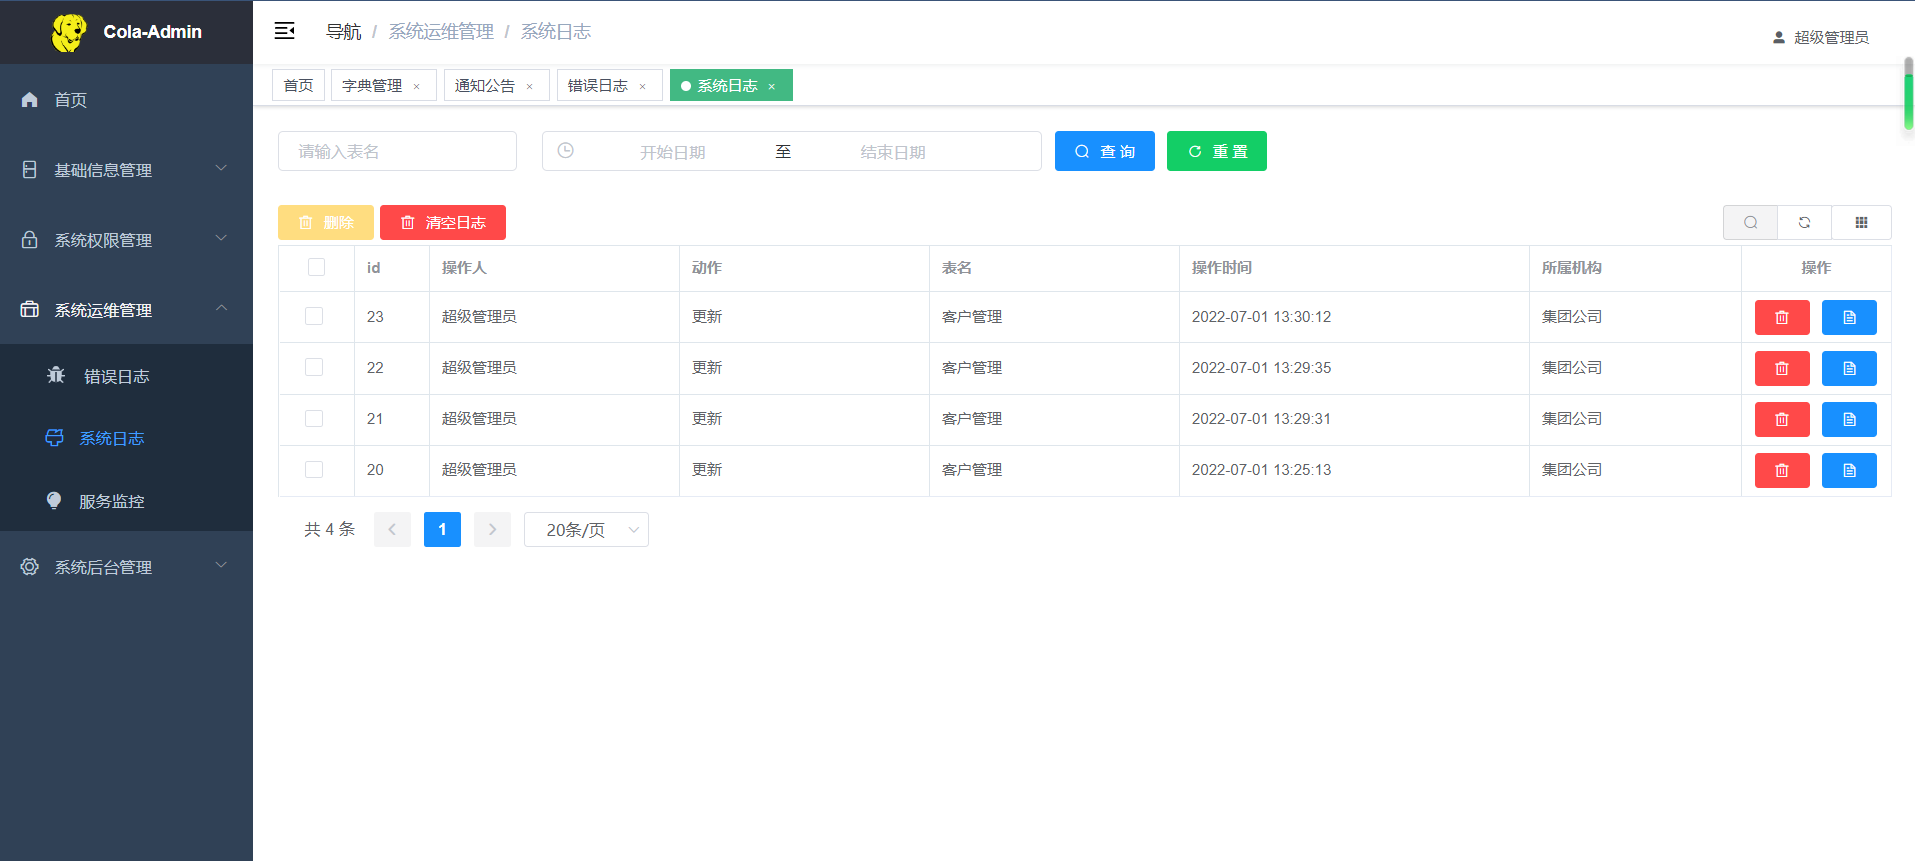 Cola-Admin
首页
基础信息管理
系统权限管理
系统运维管理
错误日志
系统日志
服务监控
系统后台管理
导航 / 系统运维管理 / 系统日志
超级管理员
首页 字典管理 × 通知公告 × 错误日志 × 系统日志 ×
请输入表名 开始日期 至 结束日期 查 询 重 置
删除 清空日志
id 操作人 动作 表名 操作时间 所属机构 操作
23 超级管理员 更新 客户管理 2022-07-01 13:30:12 集团公司
22 超级管理员 更新 客户管理 2022-07-01 13:29:35 集团公司
21 超级管理员 更新 客户管理 2022-07-01 13:29:31 集团公司
20 超级管理员 更新 客户管理 2022-07-01 13:25:13 集团公司
共 4 条 1 20条/页